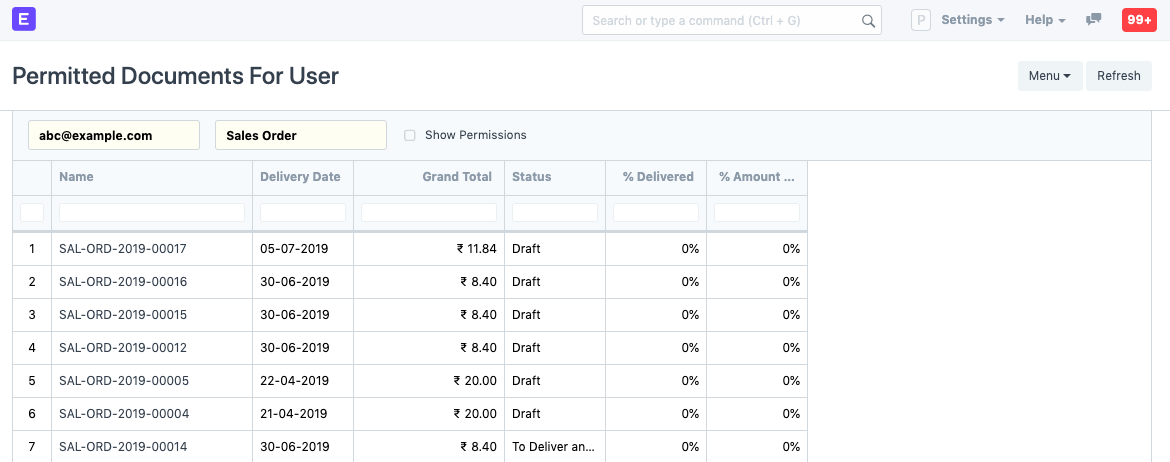 E Search or type a command (Ctrl + G) P Settings Help 99+
Permitted Documents For User Menu Refresh
abc@example.com Sales Order Show Permissions
Name Delivery Date Grand Total Status % Delivered % Amount ...
1 SAL-ORD-2019-00017 05-07-2019 ₹ 11.84 Draft 0% 0%
2 SAL-ORD-2019-00016 30-06-2019 ₹ 8.40 Draft 0% 0%
3 SAL-ORD-2019-00015 30-06-2019 ₹ 8.40 Draft 0% 0%
4 SAL-ORD-2019-00012 30-06-2019 ₹ 8.40 Draft 0% 0%
5 SAL-ORD-2019-00005 22-04-2019 ₹ 20.00 Draft 0% 0%
6 SAL-ORD-2019-00004 21-04-2019 ₹ 20.00 Draft 0% 0%
7 SAL-ORD-2019-00014 30-06-2019 ₹ 8.40 To Deliver an... 0% 0%